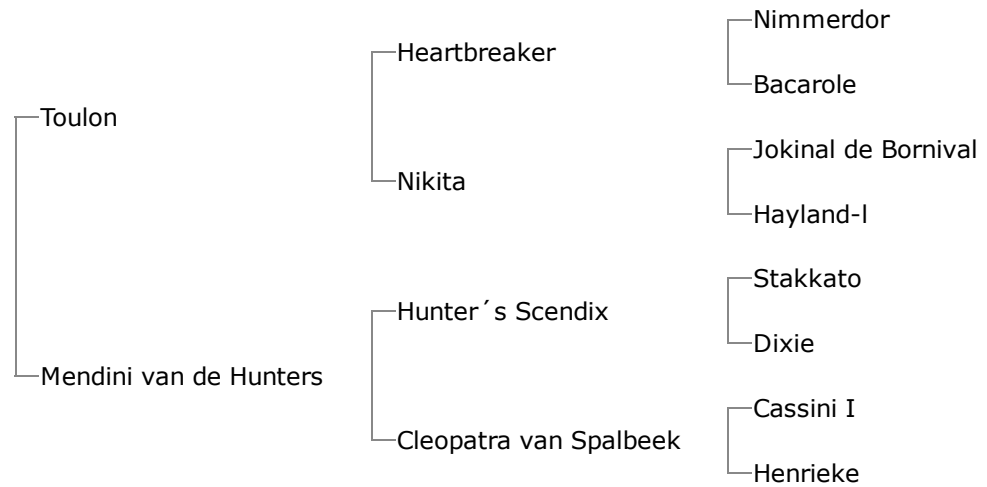 Nimmerdor
Heartbreaker
Bacarole
Toulon
Jokinal de Bornival
Nikita
Hayland-l
Stakkato
Hunter´s Scendix
Dixie
Mendini van de Hunters
Cassini I
Cleopatra van Spalbeek
Henrieke